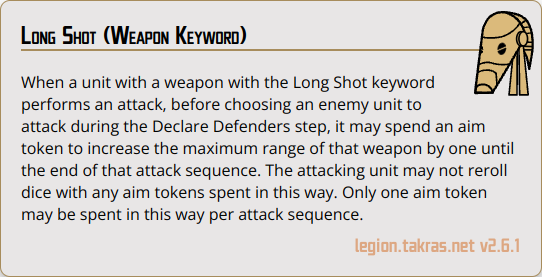 Long Shot (Weapon Keyword)
When a unit with a weapon with the Long Shot keyword
performs an attack, before choosing an enemy unit to
attack during the Declare Defenders step, it may spend an aim
token to increase the maximum range of that weapon by one until
the end of that attack sequence. The attacking unit may not reroll
dice with any aim tokens spent in this way. Only one aim token
may be spent in this way per attack sequence.
legion.takras.net v2.6.1